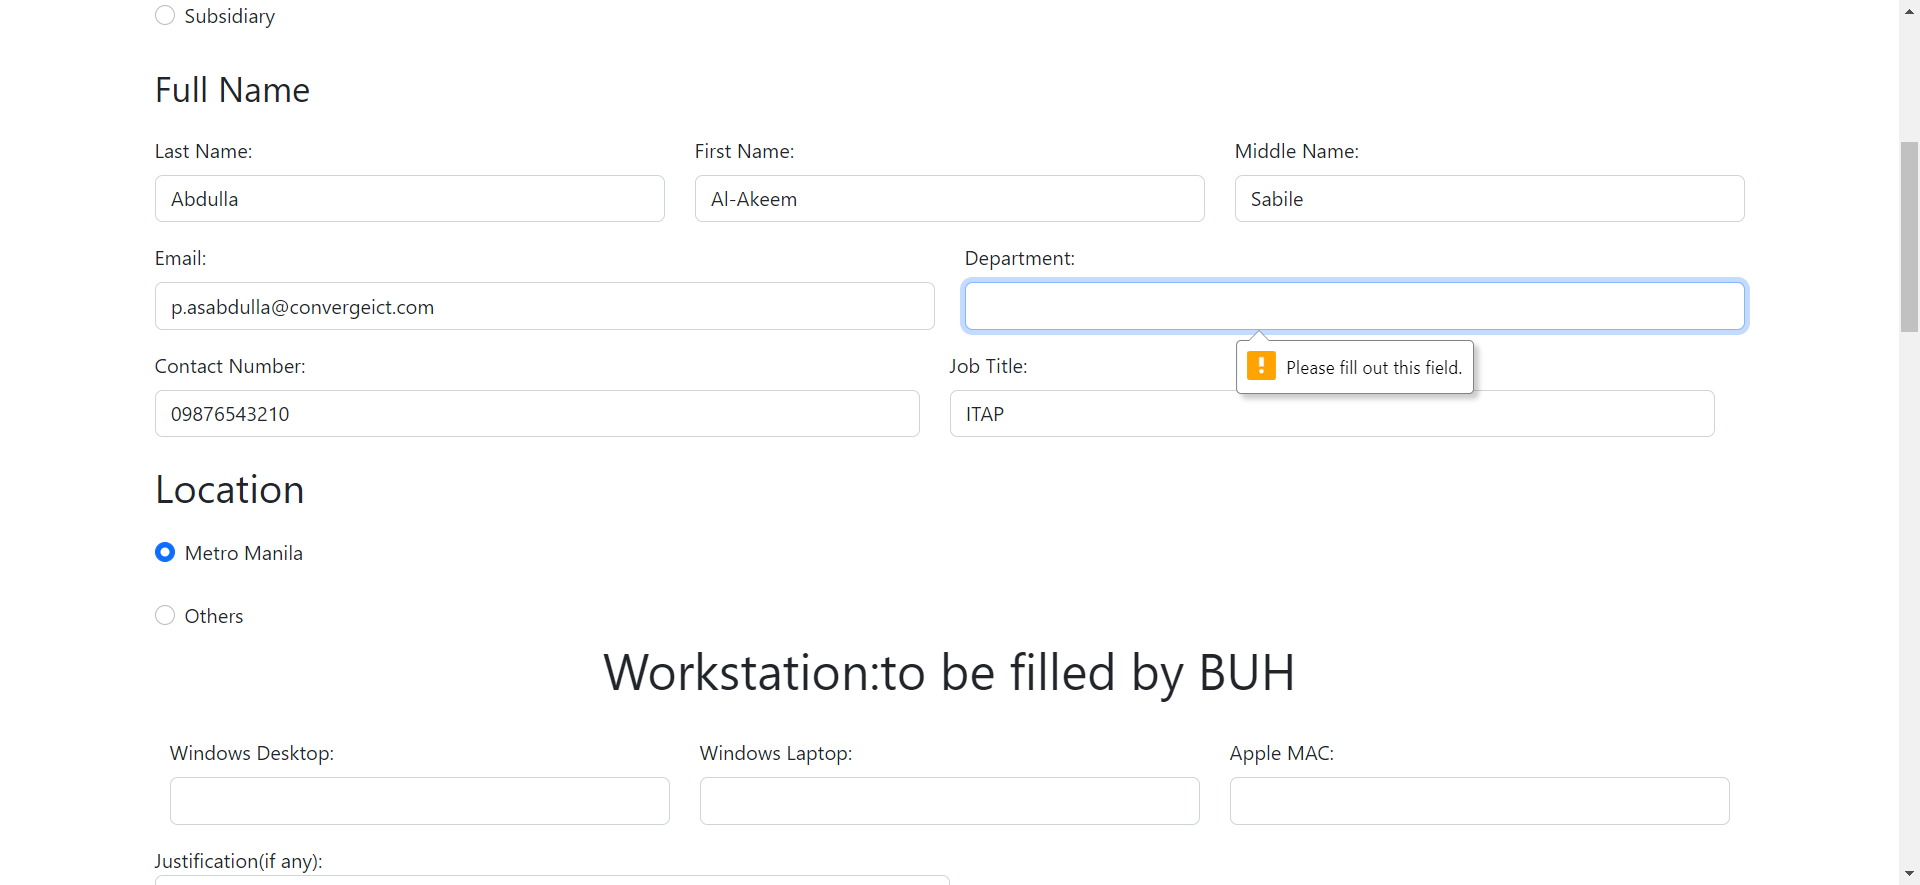 Subsidiary
Full Name
Last Name: First Name: Middle Name:
Abdulla Al-Akeem Sabile
Email: Department:
p.asabdulla@convergeict.com
Please fill out this field.
Contact Number: Job Title:
09876543210 ITAP
Location
Metro Manila
Others
Workstation:to be filled by BUH
Windows Desktop: Windows Laptop: Apple MAC:
Justification(if any):